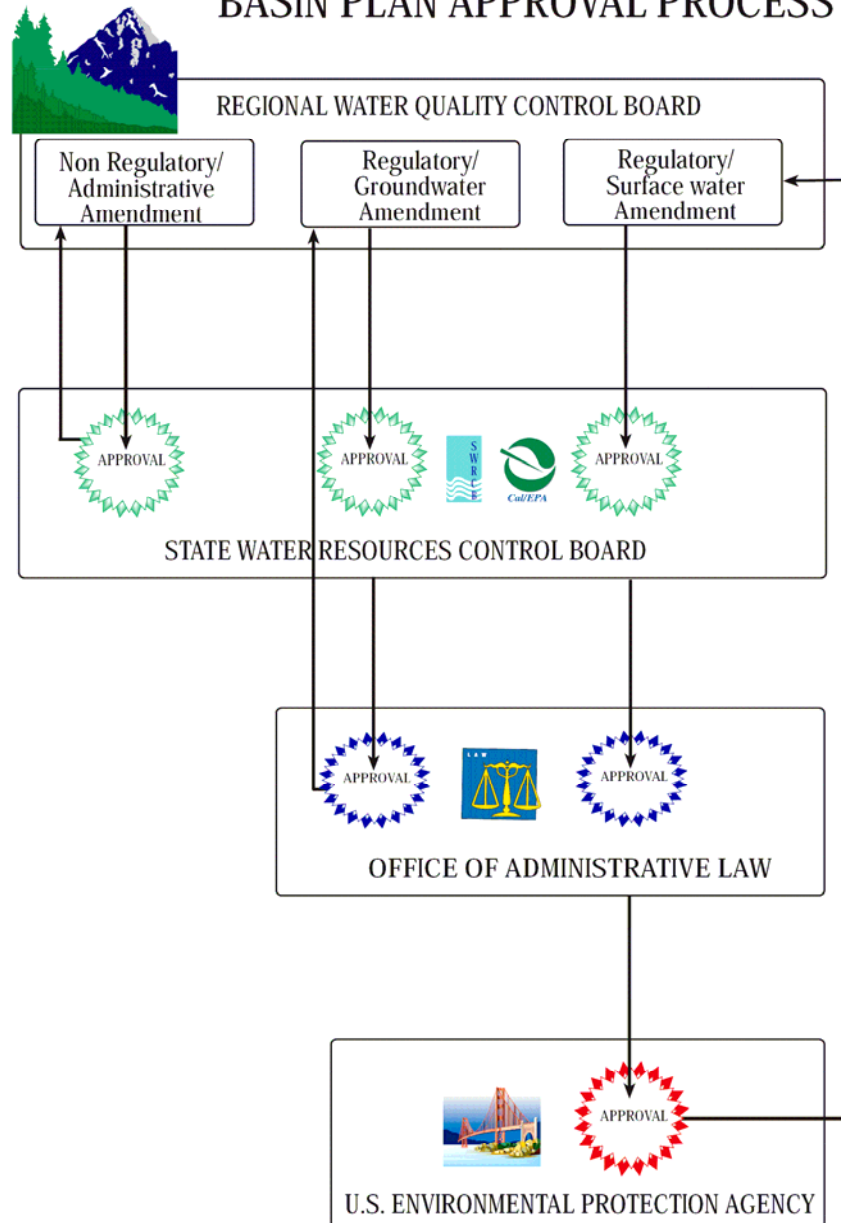 BASIN PLAN APPROVAL PROCESS
REGIONAL WATER QUALITY CONTROL BOARD
Non Regulatory/
Administrative
Amendment
Regulatory/
Groundwater
Amendment
Regulatory/
Surface water
Amendment
APPROVAL
APPROVAL
S
W
R
C
B
Cal/EPA
APPROVAL
STATE WATER RESOURCES CONTROL BOARD
APPROVAL
LAW
APPROVAL
OFFICE OF ADMINISTRATIVE LAW
APPROVAL
U.S. ENVIRONMENTAL PROTECTION AGENCY